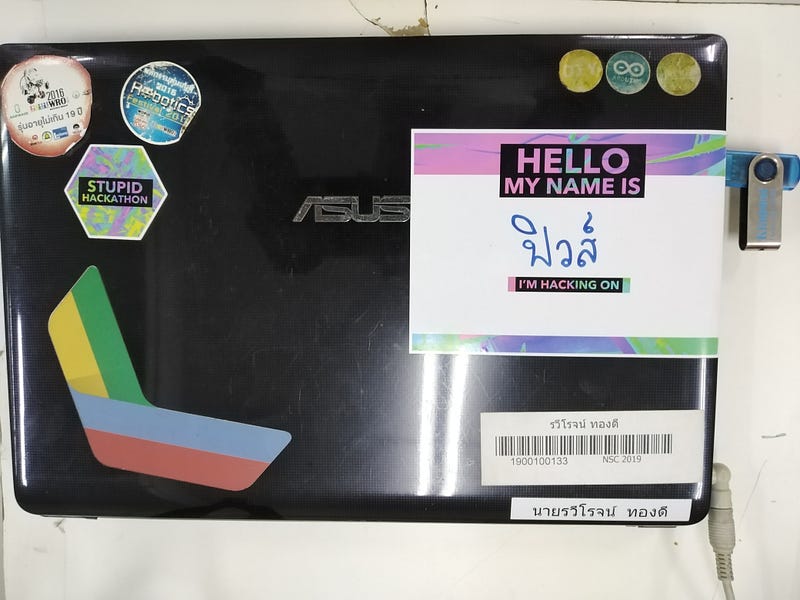 2016
WRO
รุ่นอายุไม่เกิน 19 ปี
2016
Robotics
STUPID
HACKATHON
ASUS
HELLO
MY NAME IS
ฟิวส์
I'M HACKING ON
รวีโรจน์ ทองดี
1900100133 NSC 2019
นายรวีโรจน์ ทองดี